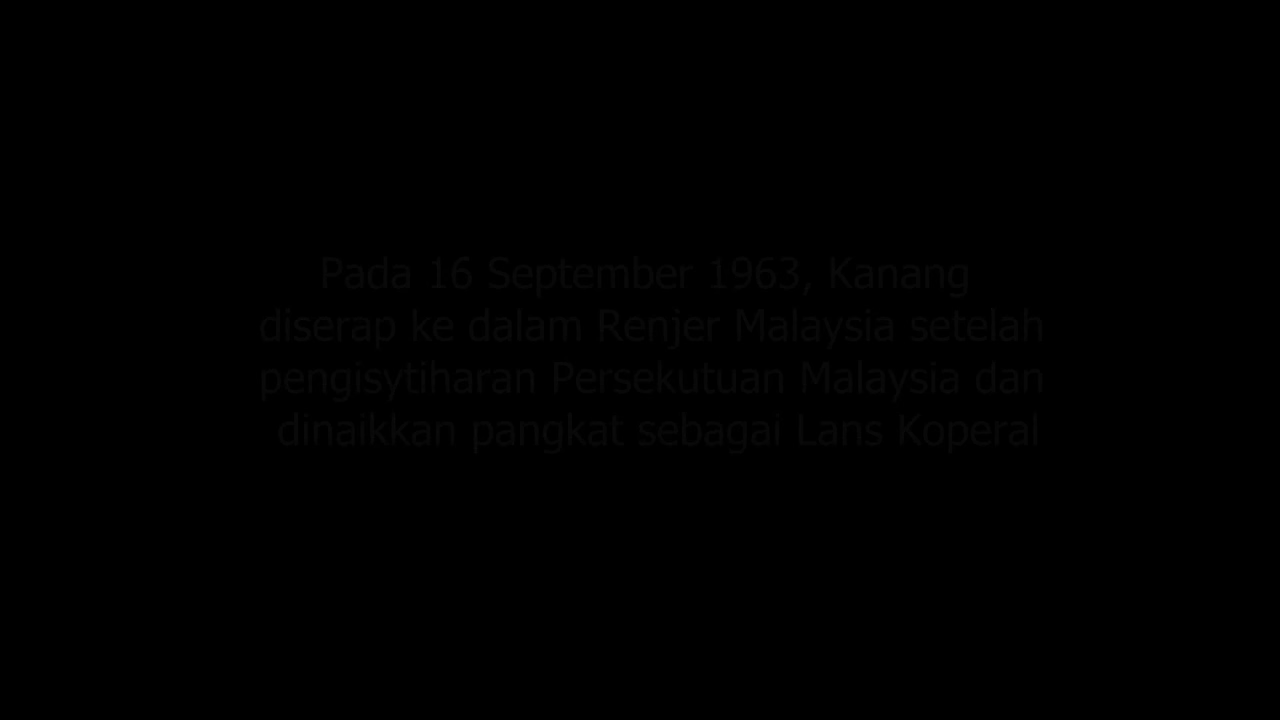 Pada 16 September 1963, Kanang
diserap ke dalam Renjer Malaysia setelah
pengisytiharan Persekutuan Malaysia dan
dinaikkan pangkat sebagai Lans Koperal